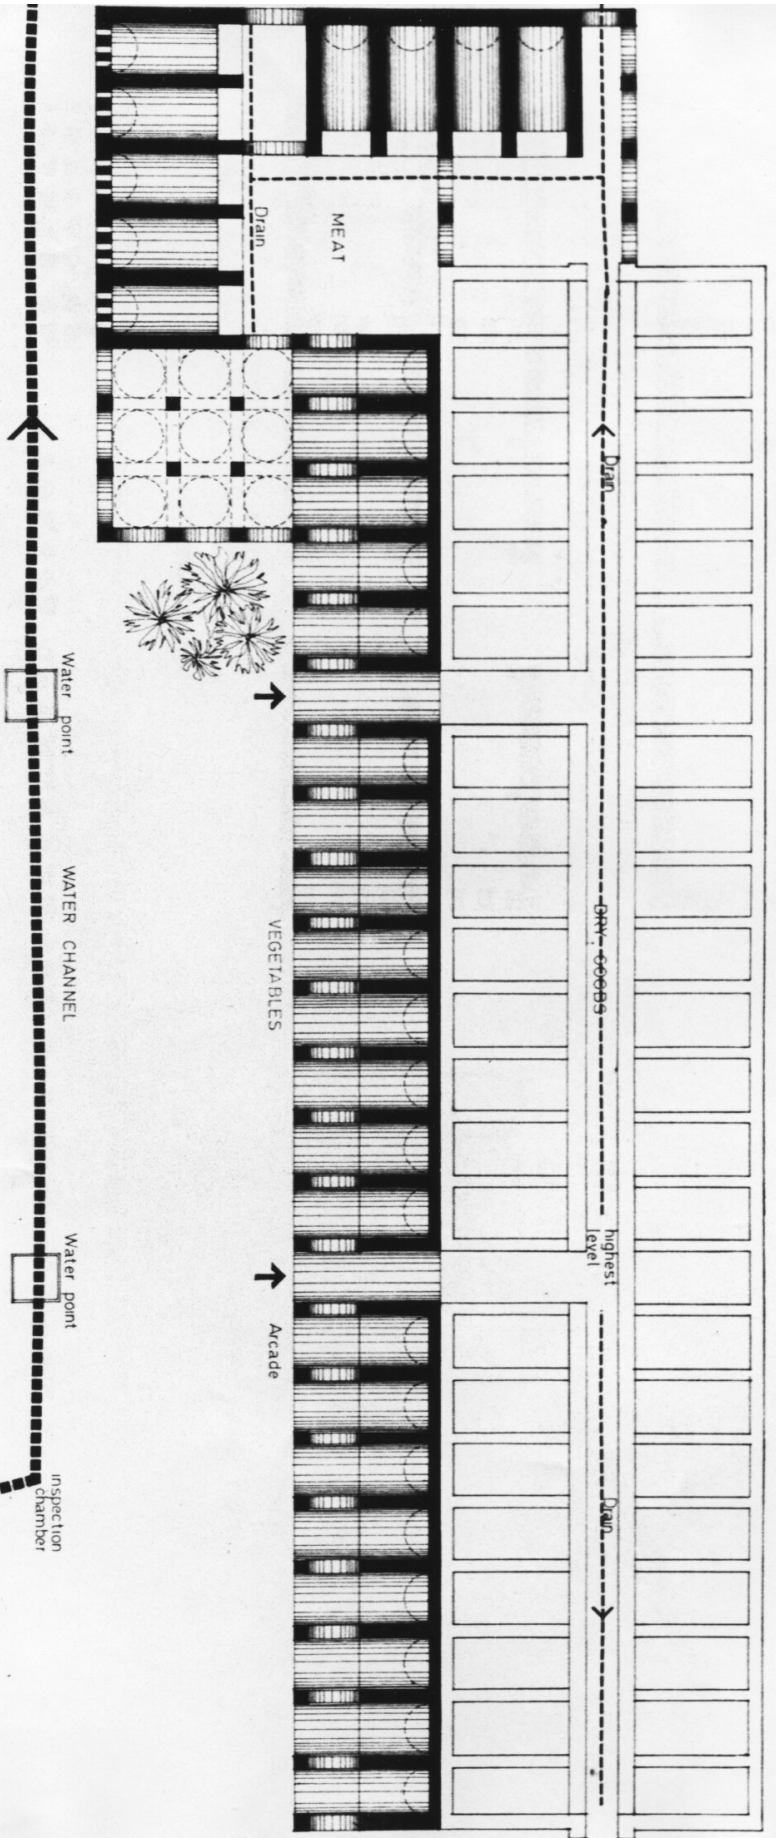 MEAT
Drain
Drain
Water point
DRY GOODS
WATER CHANNEL
VEGETABLES
highest
level
Water point
Arcade
Drain
inspection
chamber